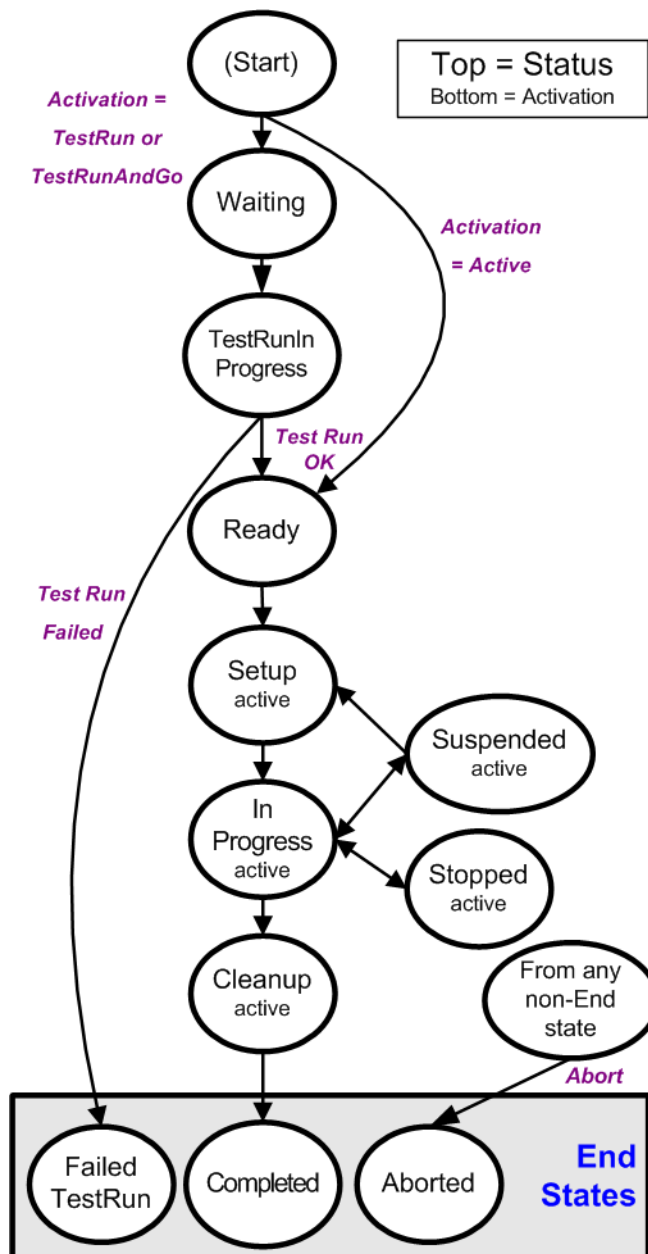 (Start)
Top = Status
Bottom = Activation
Activation =
TestRun or
TestRunAndGo
Waiting
Activation
= Active
TestRunIn
Progress
Test Run
OK
Ready
Test Run
Failed
Setup
active
Suspended
active
In
Progress
active
Stopped
active
Cleanup
active
From any
non-End
state
Abort
Failed
TestRun
Completed
Aborted
End
States